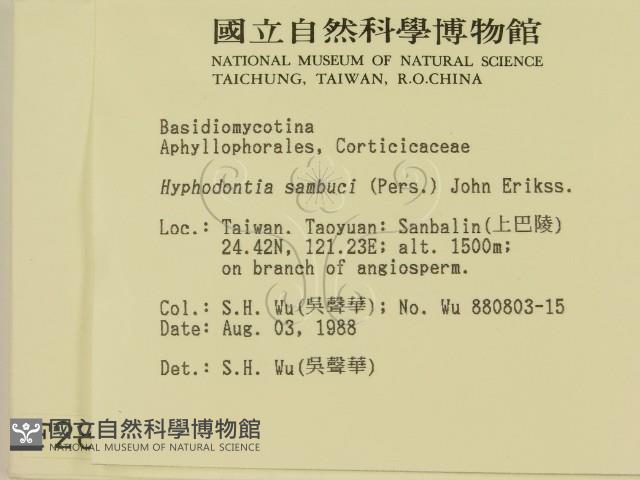 國立自然科學博物館
NATIONAL MUSEUM OF NATURAL SCIENCE
TAICHUNG, TAIWAN, R.O.CHINA
Basidiomycotina
Aphyllophorales, Corticicaceae
Hyphodontia sambuci (Pers.) John Erikss.
Loc.: Taiwan. Taoyuan: Sanbalin(上巴陵)
24.42N, 121.23E; alt. 1500m;
on branch of angiosperm.
Col.: S.H. Wu(吳聲華); No. Wu 880803-15
Date: Aug. 03, 1988
Det.: S.H. Wu(吳聲華)
國立自然科學博物館
NATIONAL MUSEUM OF NATURAL SCIENCE